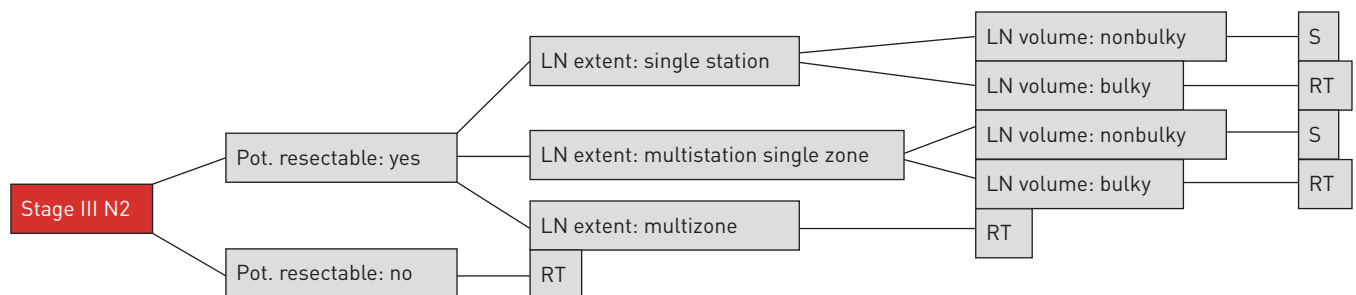 Stage III N2
Pot. resectable: yes
Pot. resectable: no
LN extent: single station
LN extent: multistation single zone
LN extent: multizone
RT
LN volume: nonbulky
LN volume: bulky
LN volume: nonbulky
LN volume: bulky
RT
S
RT
S
RT